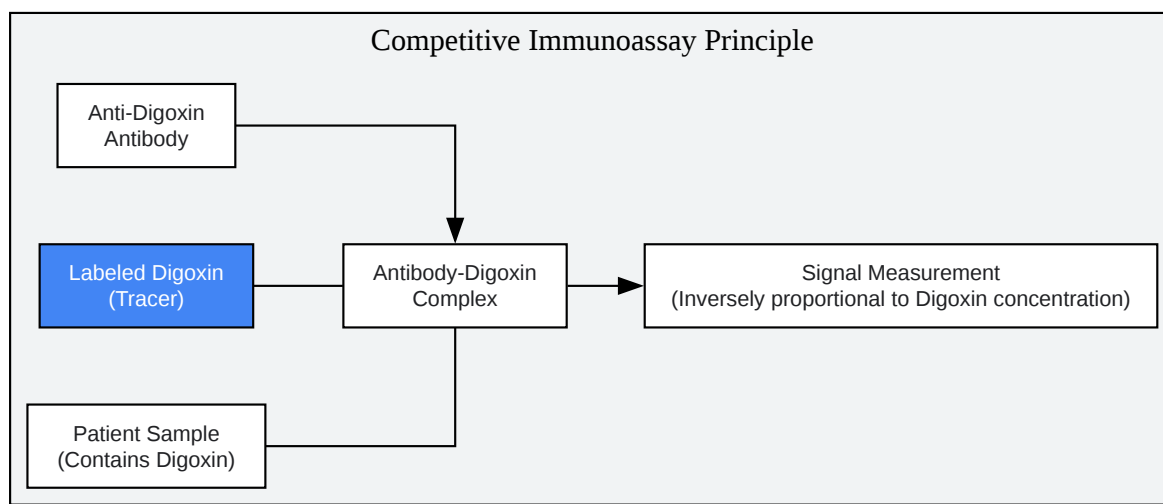 Competitive Immunoassay Principle
Anti-Digoxin
Antibody
Labeled Digoxin
(Tracer)
Antibody-Digoxin
Complex
Signal Measurement
(Inversely proportional to Digoxin concentration)
Patient Sample
(Contains Digoxin)